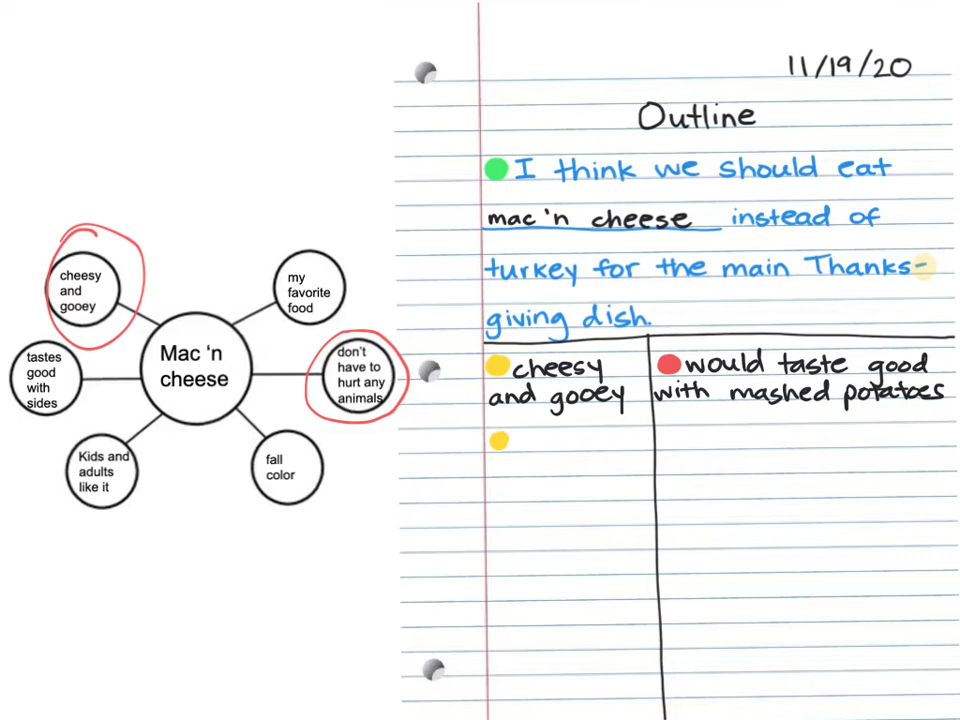 cheesy
and
gooey
my
favorite
food
tastes
good
with
sides
Mac 'n
cheese
don't
have to
hurt any
animals
Kids and
adults
like it
fall
color
11/19/20
Outline
I think we should eat
mac 'n cheese instead of
turkey for the main Thanks-
giving dish.
cheesy
and gooey
would taste good
with mashed potatoes